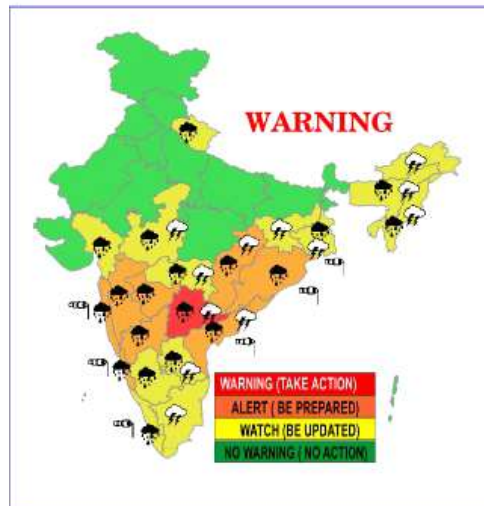 WARNING
WARNING (TAKE ACTION)
ALERT ( BE PREPARED)
WATCH (BE UPDATED)
NO WARNING ( NO ACTION)